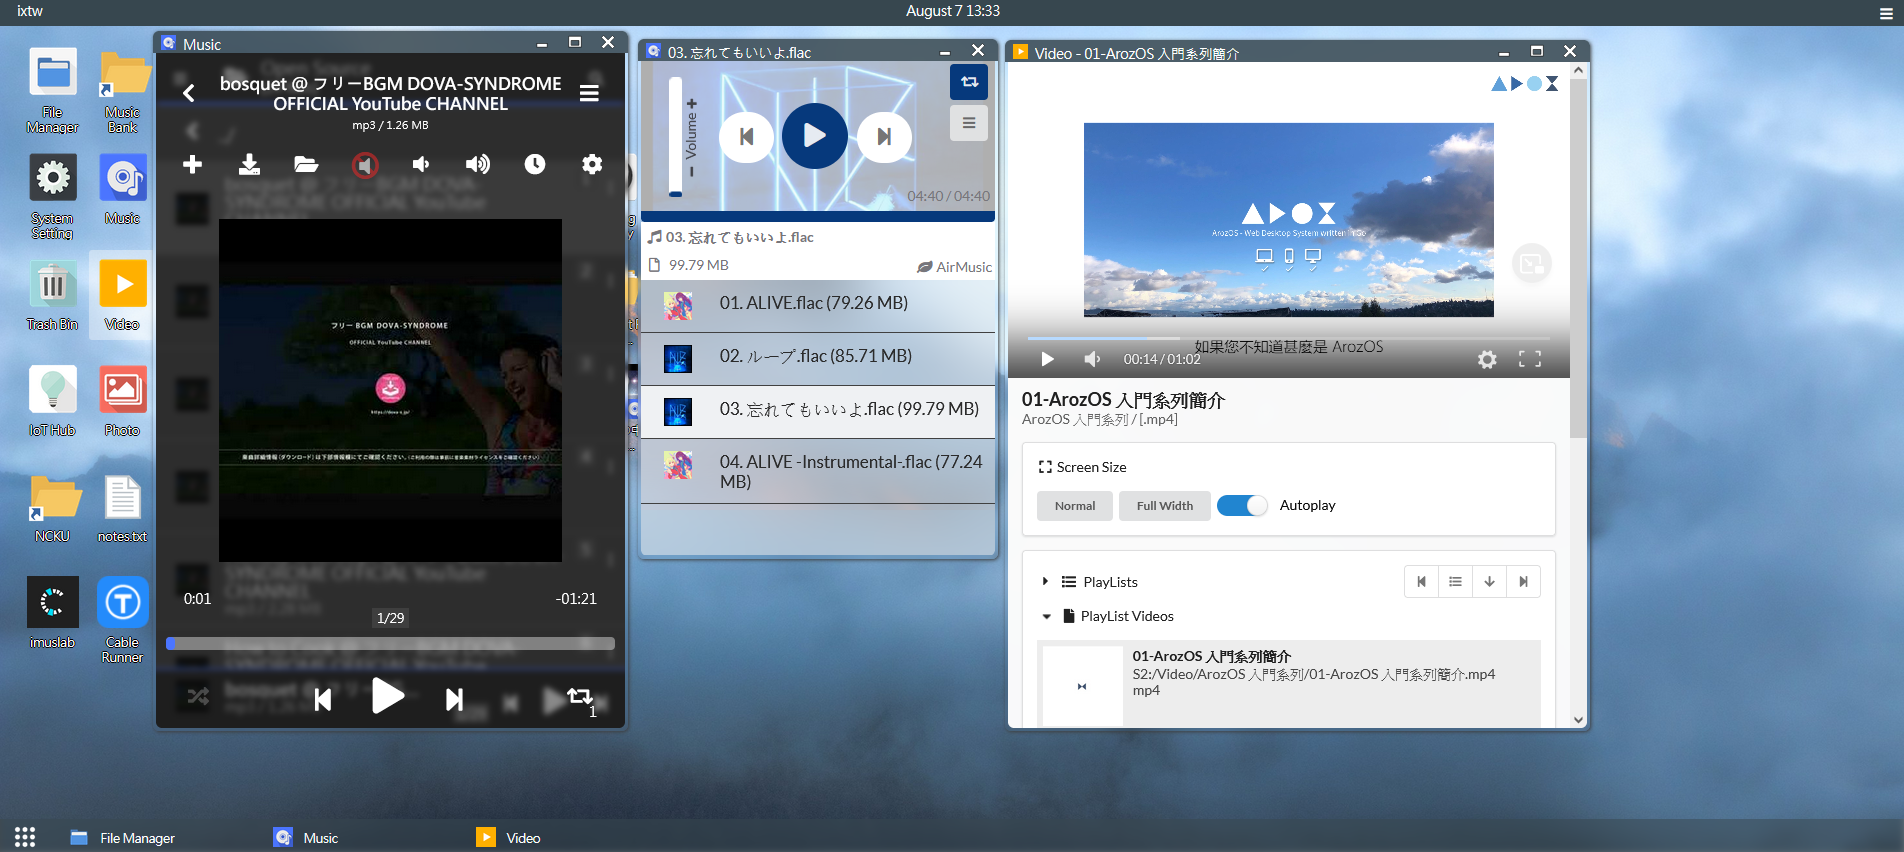 ixtw
August 7 13:33
File
Manager
Music
Bank
System
Setting
Music
Trash Bin
Video
IoT Hub
Photo
NCKU
notes.txt
imuslab
Cable
Runner
Music
bosquet @ フリーBGM DOVA-SYNDROME
OFFICIAL YouTube CHANNEL
mp3 / 1.26 MB
フリー BGM DOVA-SYNDROME
OFFICIAL YouTube CHANNEL
0:01
-01:21
1/29
1
03. 忘れてもいいよ.flac
Volume
04:40 / 04:40
03. 忘れてもいいよ.flac
99.79 MB
AirMusic
01. ALIVE.flac (79.26 MB)
02. ループ.flac (85.71 MB)
03. 忘れてもいいよ.flac (99.79 MB)
04. ALIVE -Instrumental-.flac (77.24
MB)
Video - 01-ArozOS 入門系列簡介
ArozOS - Web Desktop System written in Go
如果您不知道甚麼是 ArozOS
00:14 / 01:02
01-ArozOS 入門系列簡介
ArozOS 入門系列 / [.mp4]
Screen Size
Normal
Full Width
Autoplay
PlayLists
PlayList Videos
01-ArozOS 入門系列簡介
S2:/Video/ArozOS 入門系列/01-ArozOS 入門系列簡介.mp4
mp4
File Manager
Music
Video